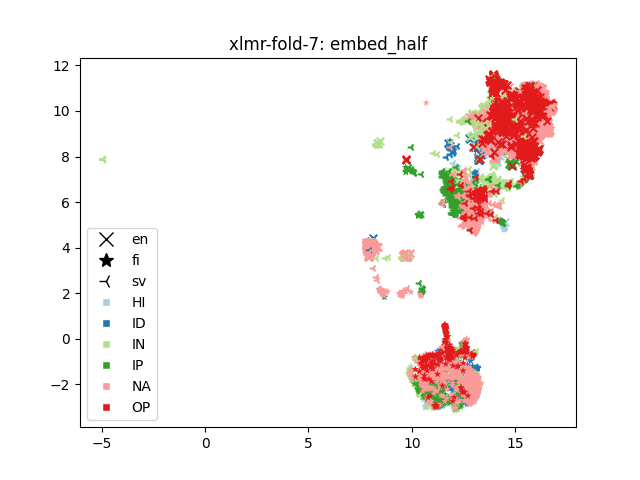 xlmr-fold-7: embed_half
12
10
8
6
4
2
0
−2
−5
0
5
10
15
en
fi
sv
HI
ID
IN
IP
NA
OP